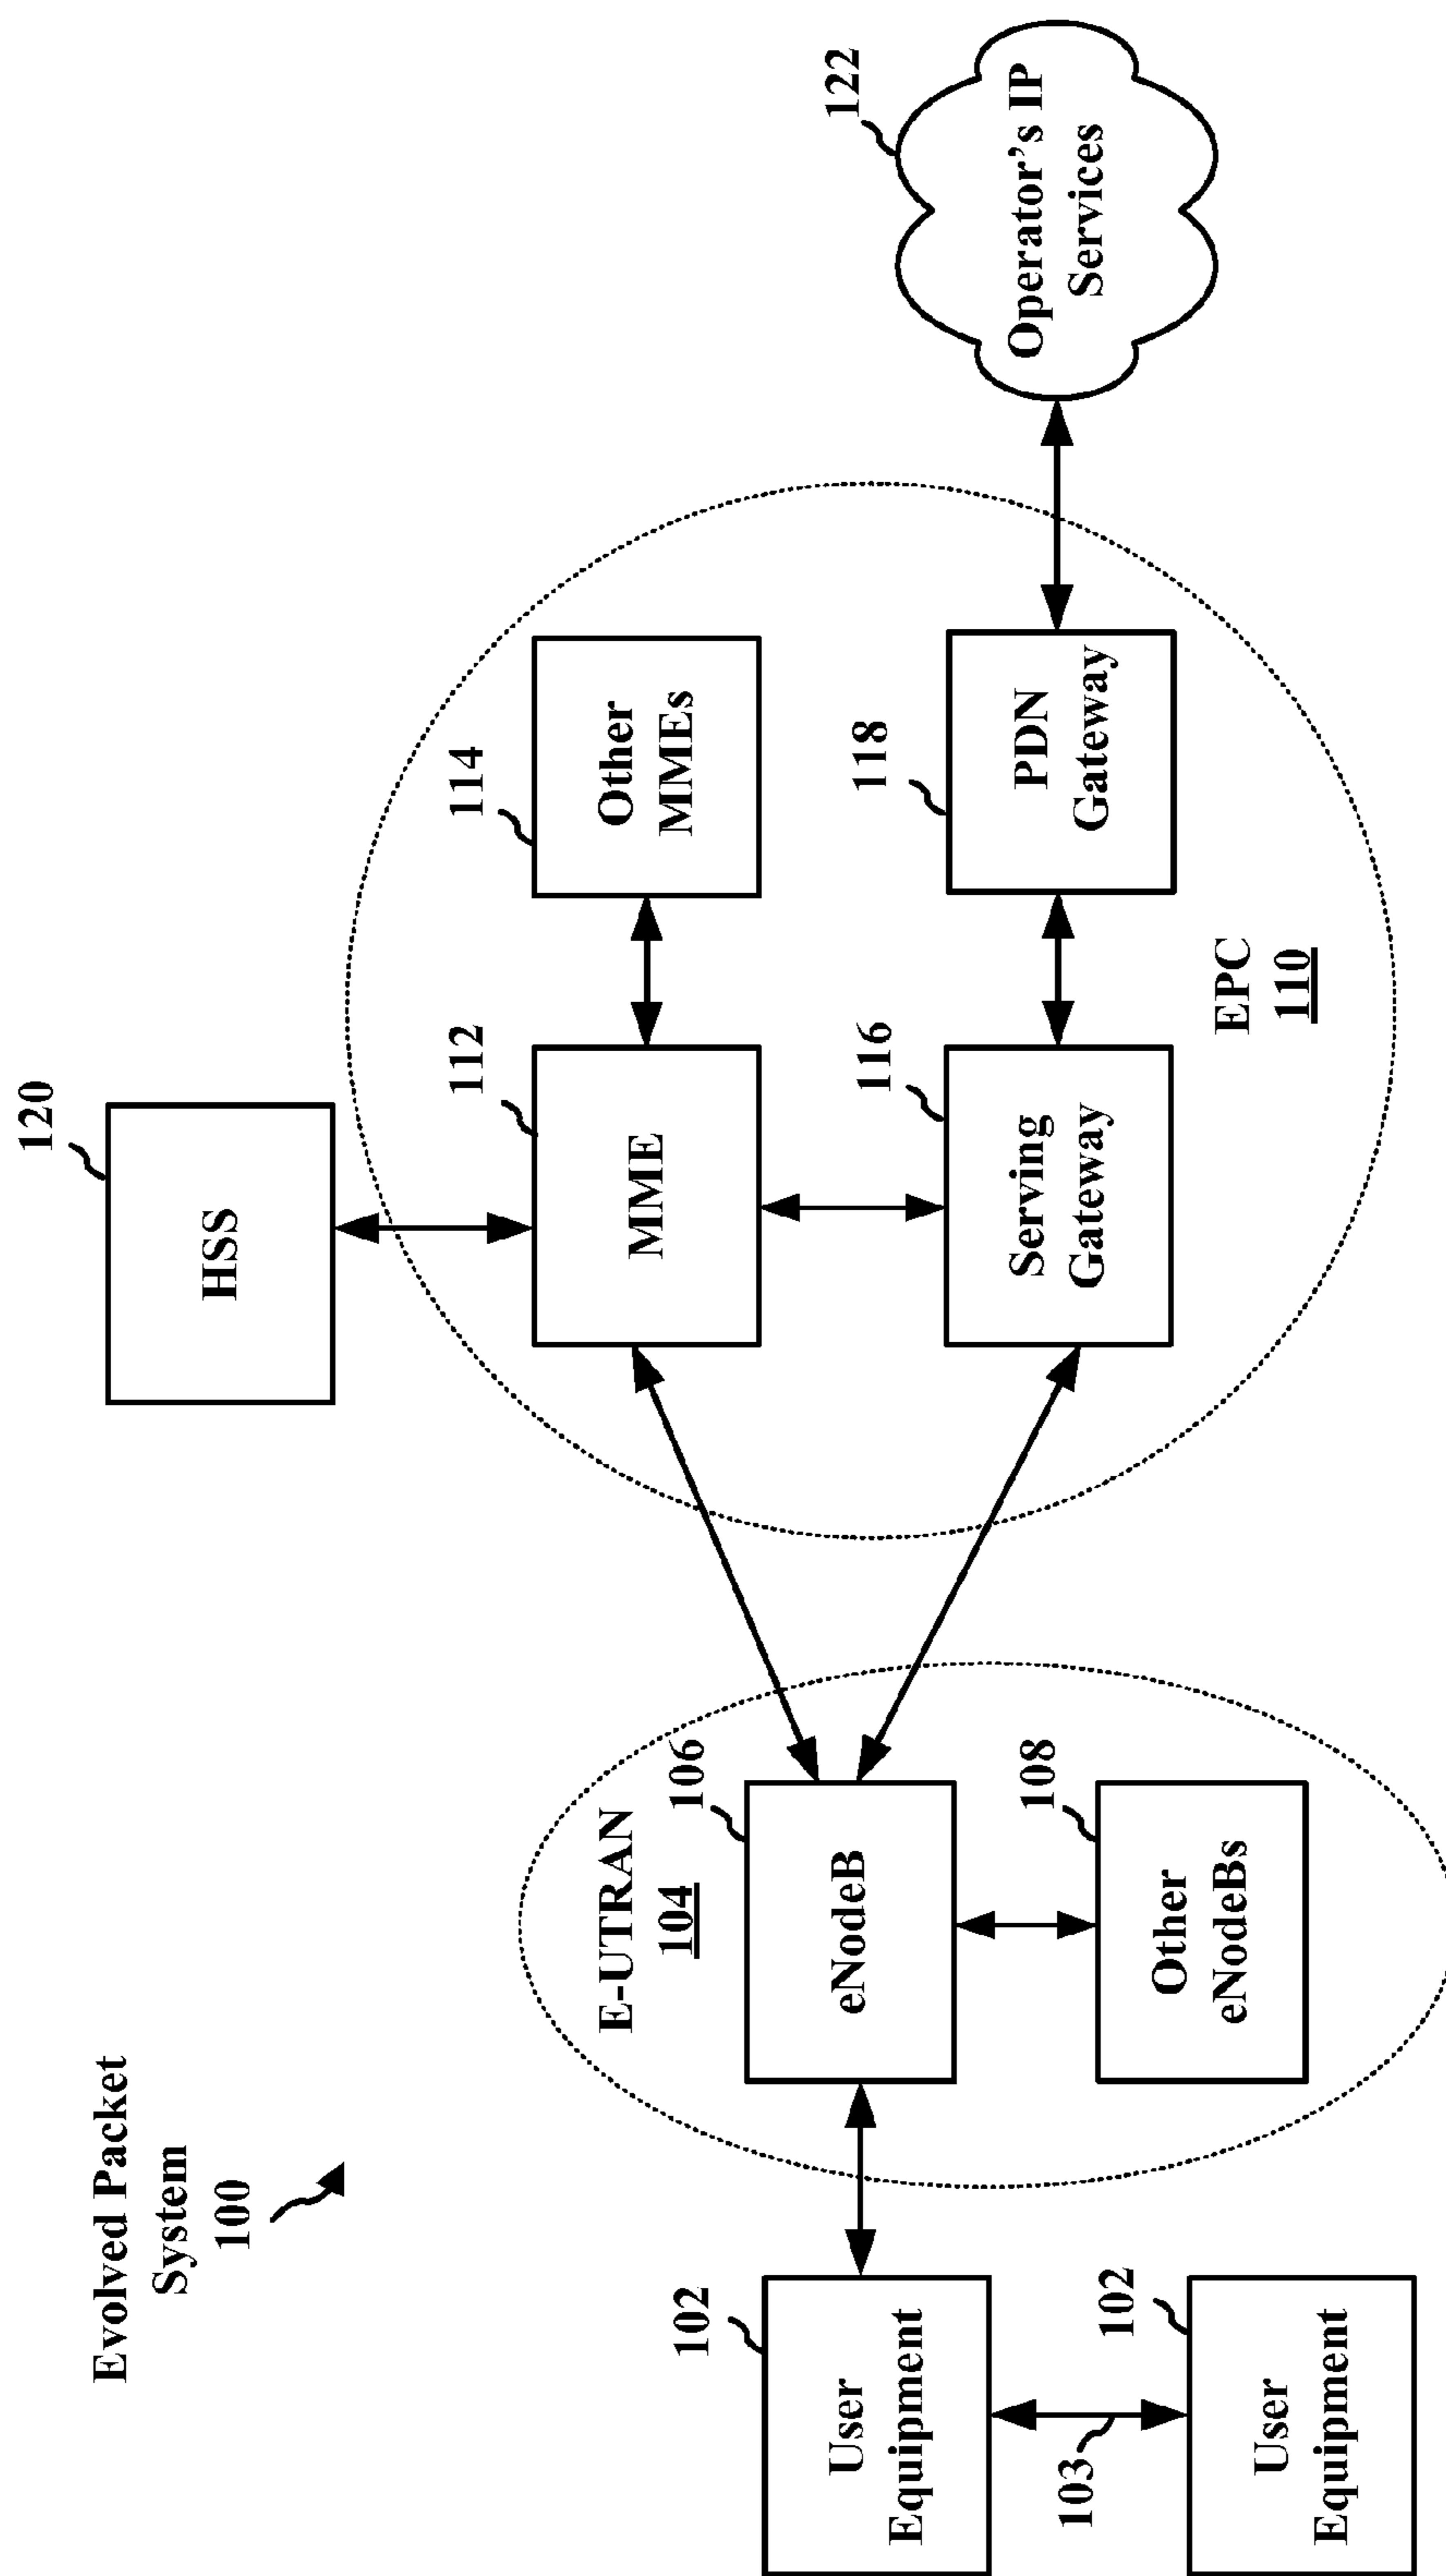 Evolved Packet
System
100
120
HSS
122
Operator's IP
Services
E-UTRAN
104
106
eNodeB
108
Other
eNodeBs
112
MME
114
Other
MMEs
116
Serving
Gateway
118
PDN
Gateway
EPC
110
102
User
Equipment
103
102
User
Equipment